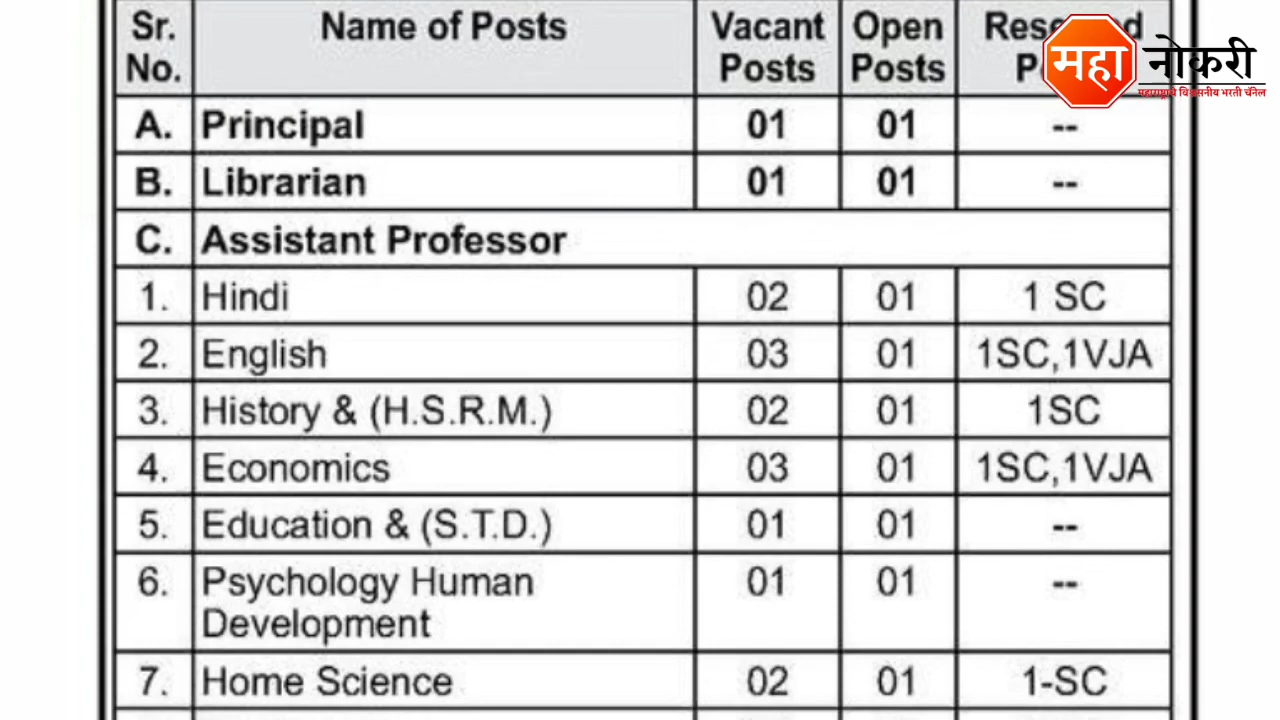 Sr. No. Name of Posts Vacant Posts Open Posts
महा नोकरी
A. Principal 01 01 --
B. Librarian 01 01 --
C. Assistant Professor
1. Hindi 02 01 1 SC
2. English 03 01 1SC,1VJA
3. History & (H.S.R.M.) 02 01 1SC
4. Economics 03 01 1SC,1VJA
5. Education & (S.T.D.) 01 01 --
6. Psychology Human Development 01 01 --
7. Home Science 02 01 1-SC